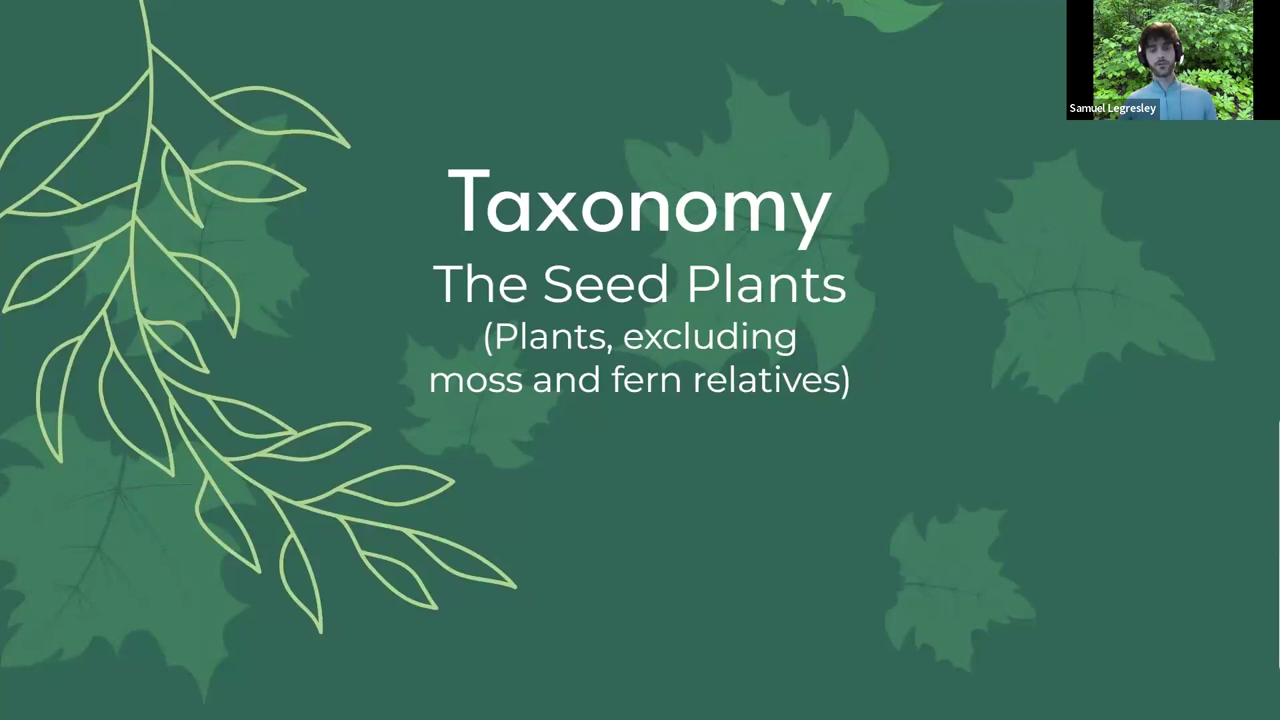 Samuel Legresley
Taxonomy
The Seed Plants
(Plants, excluding
moss and fern relatives)